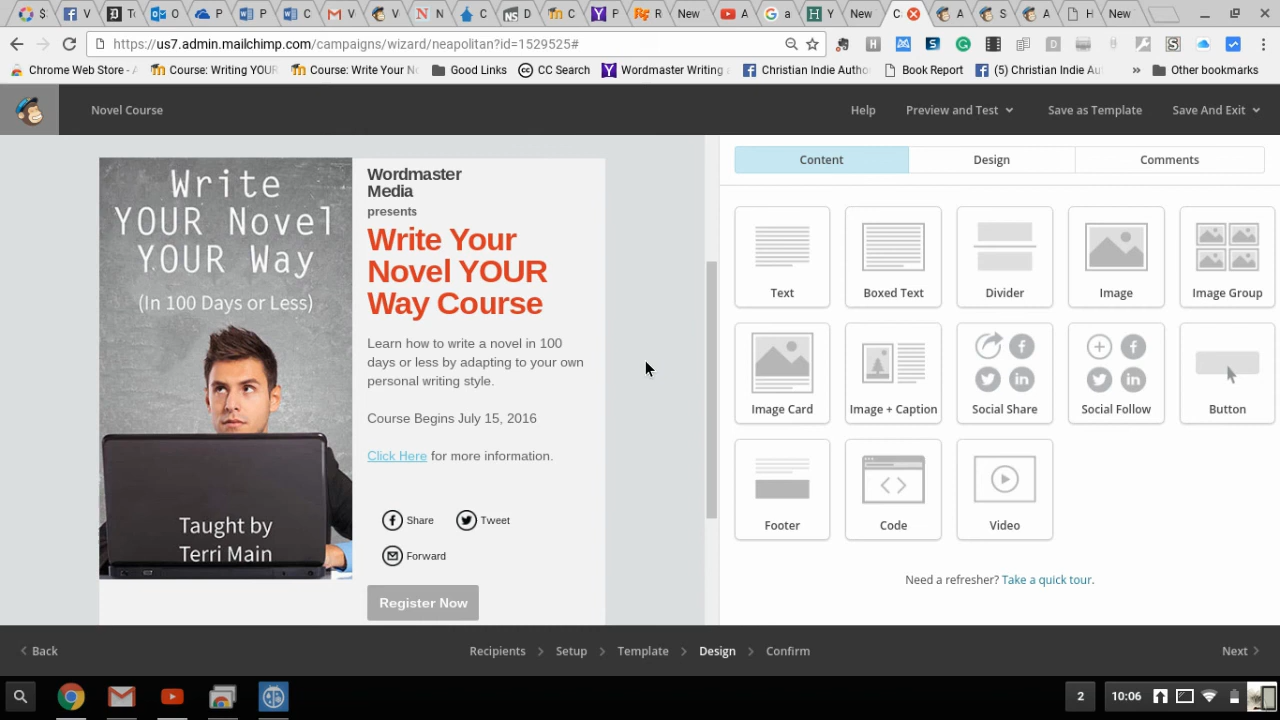 $
V
T
O
P
P
C
V
V
N
C
D
C
P
R
New
A
a
Y
New
C
A
S
A
H
New
https://us7.admin.mailchimp.com/campaigns/wizard/neapolitan?id=1529525#
Chrome Web Store -
Course: Writing YOUR
Course: Write Your No
Good Links
CC Search
Wordmaster Writing
Christian Indie Autho
Book Report
(5) Christian Indie Au
»
Other bookmarks
Novel Course
Help
Preview and Test
Save as Template
Save And Exit
Write
YOUR Novel
YOUR Way
(In 100 Days or Less)
Taught by
Terri Main
Wordmaster
Media
presents
Write Your
Novel YOUR
Way Course
Learn how to write a novel in 100
days or less by adapting to your own
personal writing style.
Course Begins July 15, 2016
Click Here for more information.
Share
Tweet
Forward
Register Now
Content
Design
Comments
Text
Boxed Text
Divider
Image
Image Group
Image Card
Image + Caption
Social Share
Social Follow
Button
Footer
Code
Video
Need a refresher? Take a quick tour.
Back
Recipients
Setup
Template
Design
Confirm
Next
2
10:06